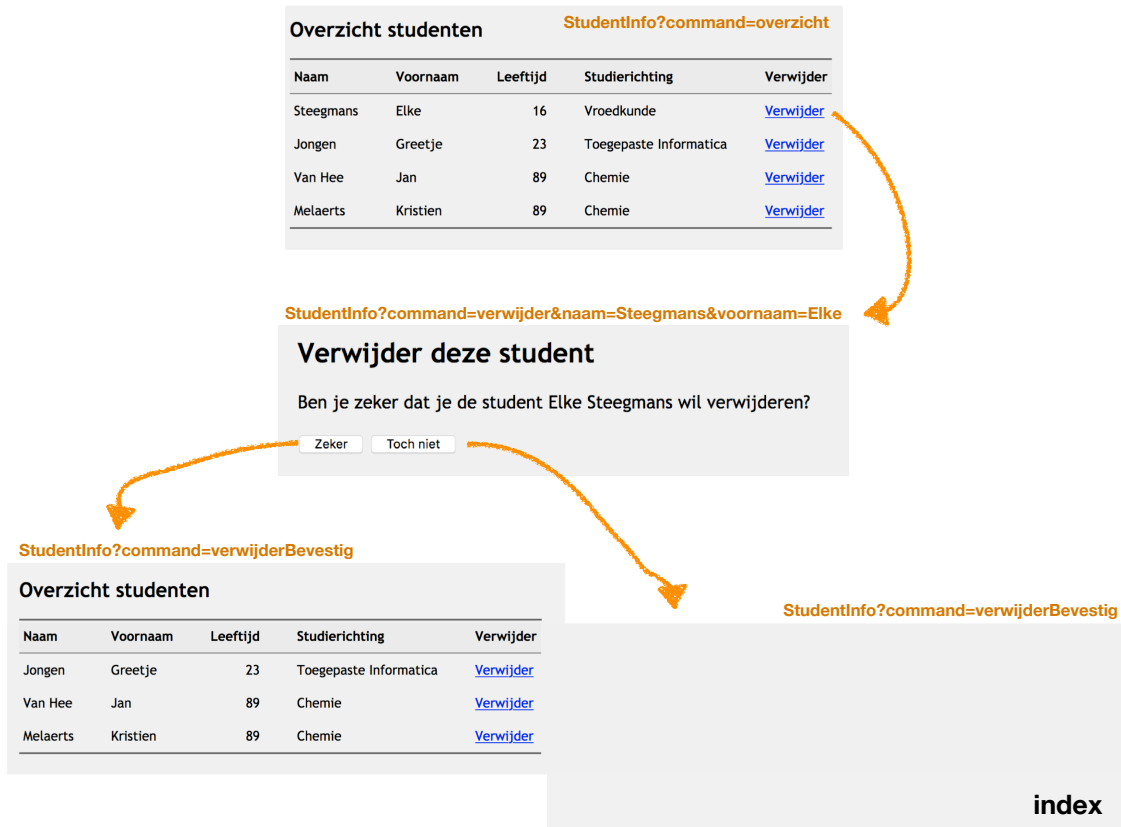 Overzicht studenten
StudentInfo?command=overzicht
Naam Voornaam Leeftijd Studierichting Verwijder
Steegmans Elke 16 Vroedkunde Verwijder
Jongen Greetje 23 Toegepaste Informatica Verwijder
Van Hee Jan 89 Chemie Verwijder
Melaerts Kristien 89 Chemie Verwijder
StudentInfo?command=verwijder&naam=Steegmans&voornaam=Elke
Verwijder deze student
Ben je zeker dat je de student Elke Steegmans wil verwijderen?
Zeker Toch niet
StudentInfo?command=verwijderBevestig
Overzicht studenten
Naam Voornaam Leeftijd Studierichting Verwijder
Jongen Greetje 23 Toegepaste Informatica Verwijder
Van Hee Jan 89 Chemie Verwijder
Melaerts Kristien 89 Chemie Verwijder
StudentInfo?command=verwijderBevestig
index